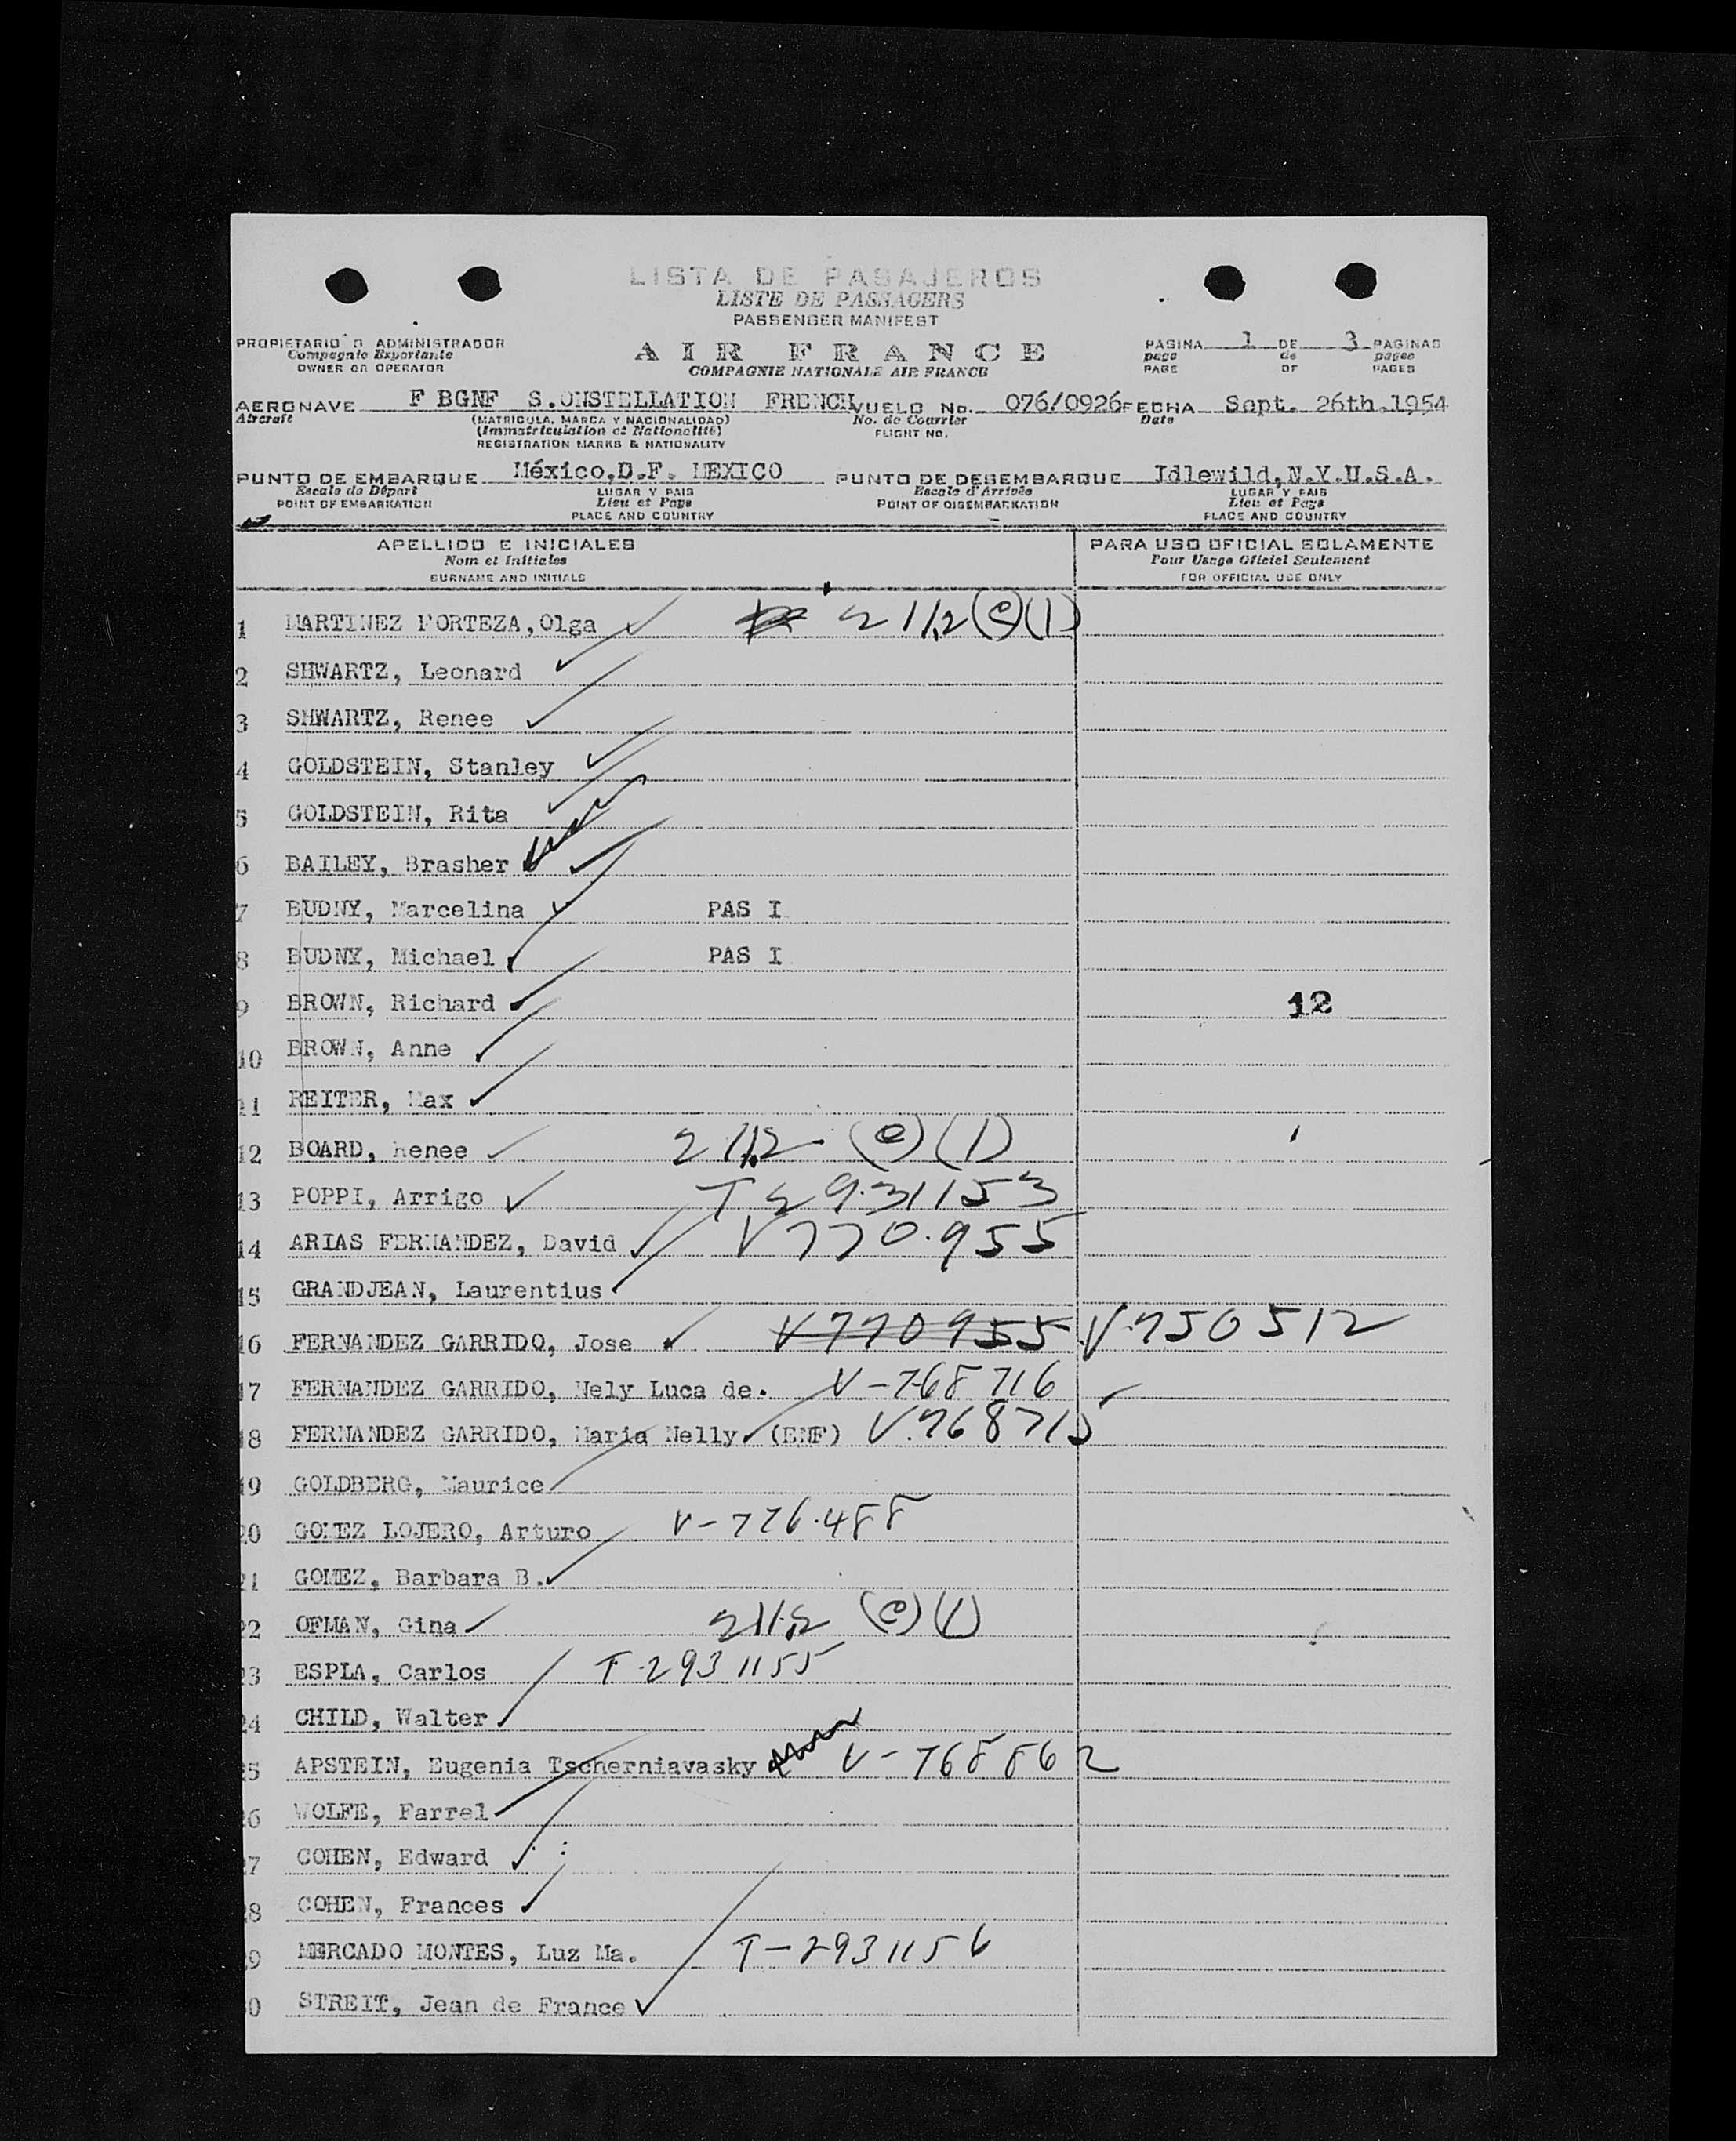 LISTA DE PASAJEROS
LISTE DE PASSAGERS
PASSENGER MANIFEST
PROPIETARIO O ADMINISTRADOR
Compagnie Exportante
OWNER OR OPERATOR
AIR FRANCE
COMPAGNIE NATIONALE AIR FRANCE
PAGINA 1 DE 3 PAGINAS
page de pages
PAGE OF PAGES
AERONAVE F BGNF S.ONSTELLATION FRENCH VUELO No. 076/0926 FECHA Sept. 26th.1954
Aircraft (MATRICULA, MARCA Y NACIONALIDAD) No. de Courrier Date
(Immatriculation et Nationalité) FLIGHT NO.
REGISTRATION MARKS & NATIONALITY
PUNTO DE EMBARQUE México,D.F. MEXICO PUNTO DE DESEMBARQUE Idlewild,N.Y.U.S.A.
Escale de Départ LUGAR Y PAIS Escale d'Arrivée LUGAR Y PAIS
POINT OF EMBARKATION Lieu et Pays POINT OF DISEMBARKATION Lieu et Pays
PLACE AND COUNTRY PLACE AND COUNTRY
APELLIDO E INICIALES PARA USO OFICIAL SOLAMENTE
Nom et Initiales Pour Usage Oficiel Seulement
SURNAME AND INITIALS FOR OFFICIAL USE ONLY
1 MARTINEZ PORTEZA,Olga 2112(e)(1)
2 SHWARTZ, Leonard
3 SHWARTZ, Renee
4 GOLDSTEIN, Stanley
5 GOLDSTEIN, Rita
6 BAILEY, Brasher
7 BUDNY, Marcelina PAS I
8 BUDNY, Michael PAS I
9 BROWN, Richard 12
10 BROWN, Anne
11 REITER, Max
12 BOARD, Renee 2112 (e)(1)
13 POPPI, Arrigo T 2931153
14 ARIAS FERNANDEZ, David V770.955
15 GRANDJEAN, Laurentius
16 FERNANDEZ GARRIDO, Jose V770955 V.750512
17 FERNANDEZ GARRIDO, Nely Luca de. V-768716
18 FERNANDEZ GARRIDO, Maria Nelly (ENF) V.768715
19 GOLDBERG, Maurice
20 GOMEZ LOJERO, Arturo V-776.488
21 GOMEZ, Barbara B.
22 OFMAN, Gina 2112 (e)(1)
23 ESPLA, Carlos T-2931155
24 CHILD, Walter
25 APSTEIN, Eugenia Tscherniavasky V-768862
26 WOLFE, Farrel
27 COHEN, Edward
28 COHEN, Frances
29 MERCADO MONTES, Luz Ma. T-2931156
30 STREIT, Jean de France